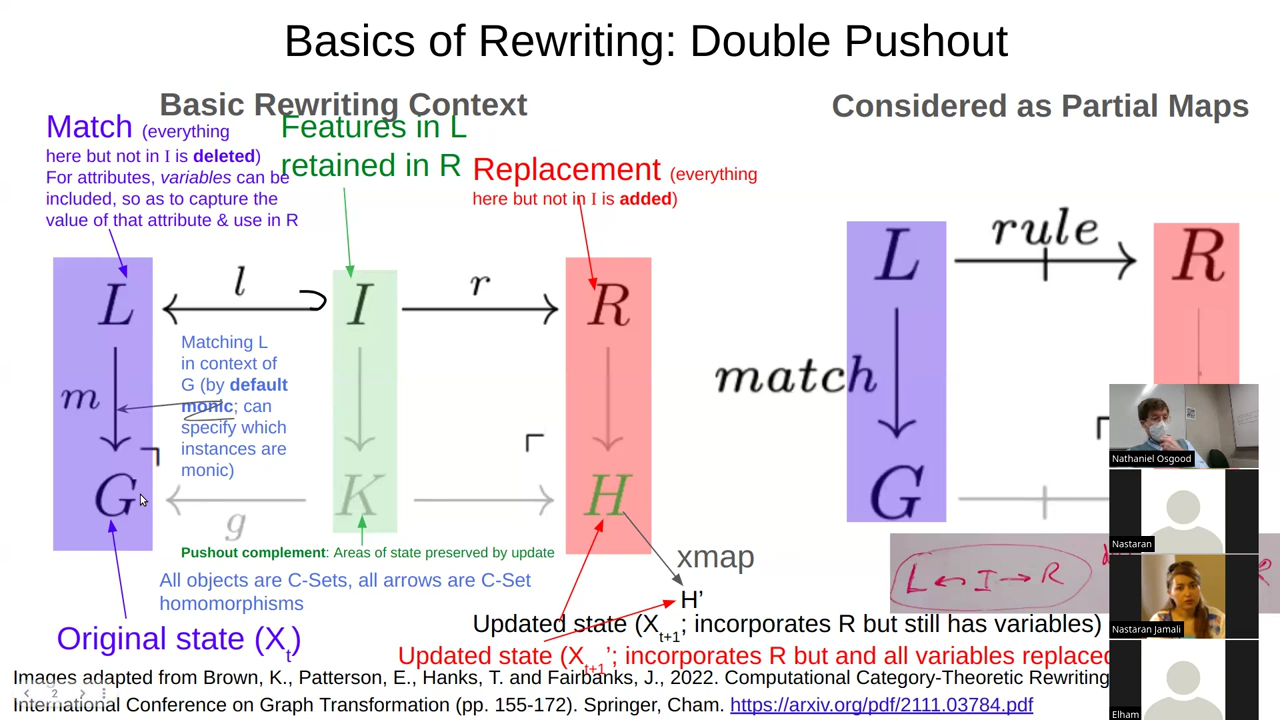 Basics of Rewriting: Double Pushout
Basic Rewriting Context
Considered as Partial Maps
Match (everything
here but not in I is deleted)
For attributes, variables can be
included, so as to capture the
value of that attribute & use in R
Features in L
retained in R
Replacement (everything
here but not in I is added)
L
l
I
r
R
Matching L
in context of
G (by default
monic; can
specify which
instances are
monic)
m
G
g
K
H
Pushout complement: Areas of state preserved by update
All objects are C-Sets, all arrows are C-Set
homomorphisms
Original state (Xt)
xmap
H'
Updated state (Xt+1; incorporates R but still has variables)
Updated state (Xt+1'; incorporates R but and all variables replaced
L
rule
R
match
G
L ← I → R
R
Nathaniel Osgood
Nastaran
Nastaran Jamali
Elham
Images adapted from Brown, K., Patterson, E., Hanks, T. and Fairbanks, J., 2022. Computational Category-Theoretic Rewriting
International Conference on Graph Transformation (pp. 155-172). Springer, Cham. https://arxiv.org/pdf/2111.03784.pdf
2